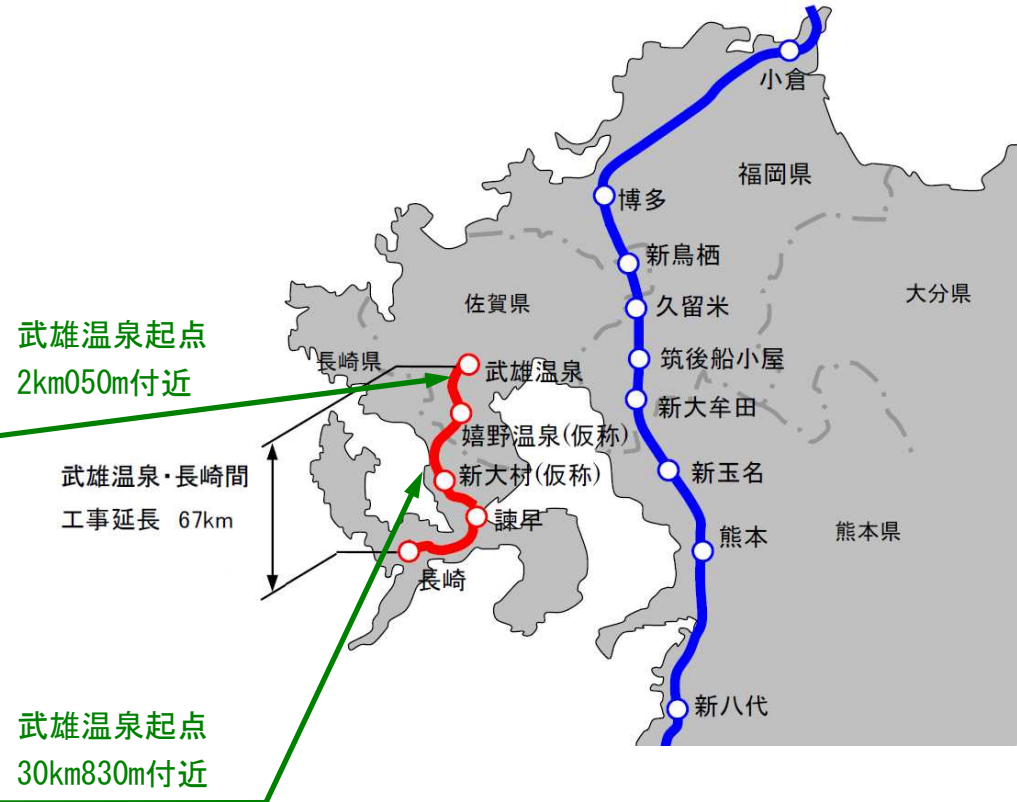 小倉
福岡県
博多
新鳥栖
大分県
佐賀県
久留米
武雄温泉起点
2km050m付近
長崎県
武雄温泉
筑後船小屋
新大牟田
嬉野温泉(仮称)
武雄温泉・長崎間
工事延長 67km
新大村(仮称)
新玉名
諫早
熊本
熊本県
長崎
新八代
武雄温泉起点
30km830m付近